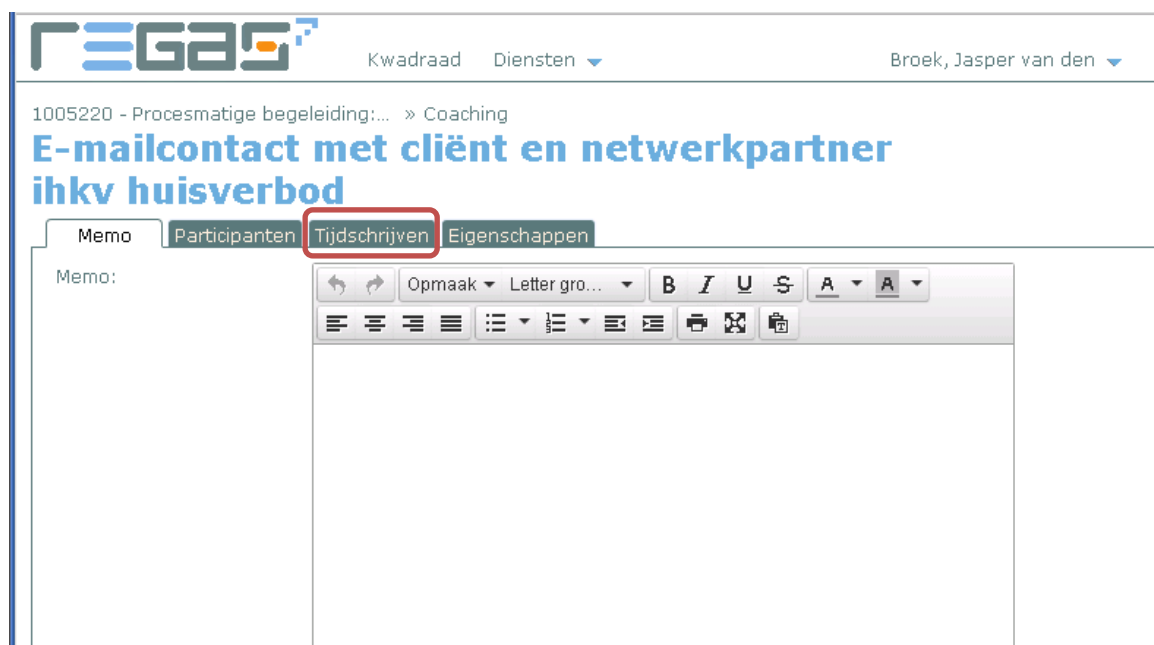 regas
Kwadraad Diensten Broek, Jasper van den
1005220 - Procesmatige begeleiding:... » Coaching
E-mailcontact met cliënt en netwerkpartner
ihkv huisverbod
Memo Participanten Tijdschrijven Eigenschappen
Memo:
Opmaak Letter gro... B I U S A A